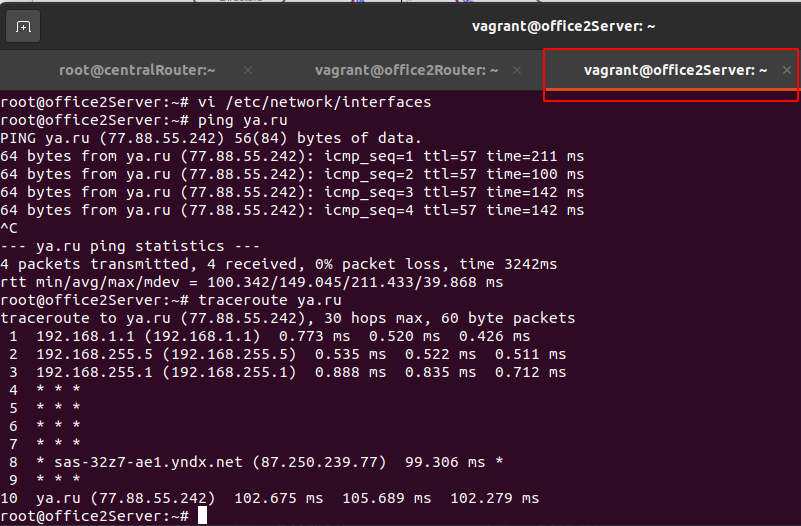 vagrant@office2Server: ~
root@centralRouter:~ ×
vagrant@office2Router: ~ ×
vagrant@office2Server: ~ ×
root@office2Server:~# vi /etc/network/interfaces
root@office2Server:~# ping ya.ru
PING ya.ru (77.88.55.242) 56(84) bytes of data.
64 bytes from ya.ru (77.88.55.242): icmp_seq=1 ttl=57 time=211 ms
64 bytes from ya.ru (77.88.55.242): icmp_seq=2 ttl=57 time=100 ms
64 bytes from ya.ru (77.88.55.242): icmp_seq=3 ttl=57 time=142 ms
64 bytes from ya.ru (77.88.55.242): icmp_seq=4 ttl=57 time=142 ms
^C
--- ya.ru ping statistics ---
4 packets transmitted, 4 received, 0% packet loss, time 3242ms
rtt min/avg/max/mdev = 100.342/149.045/211.433/39.868 ms
root@office2Server:~# traceroute ya.ru
traceroute to ya.ru (77.88.55.242), 30 hops max, 60 byte packets
 1  192.168.1.1 (192.168.1.1)  0.773 ms  0.520 ms  0.426 ms
 2  192.168.255.5 (192.168.255.5)  0.535 ms  0.522 ms  0.511 ms
 3  192.168.255.1 (192.168.255.1)  0.888 ms  0.835 ms  0.712 ms
 4  * * *
 5  * * *
 6  * * *
 7  * * *
 8  * sas-32z7-ae1.yndx.net (87.250.239.77)  99.306 ms *
 9  * * *
10  ya.ru (77.88.55.242)  102.675 ms  105.689 ms  102.279 ms
root@office2Server:~#